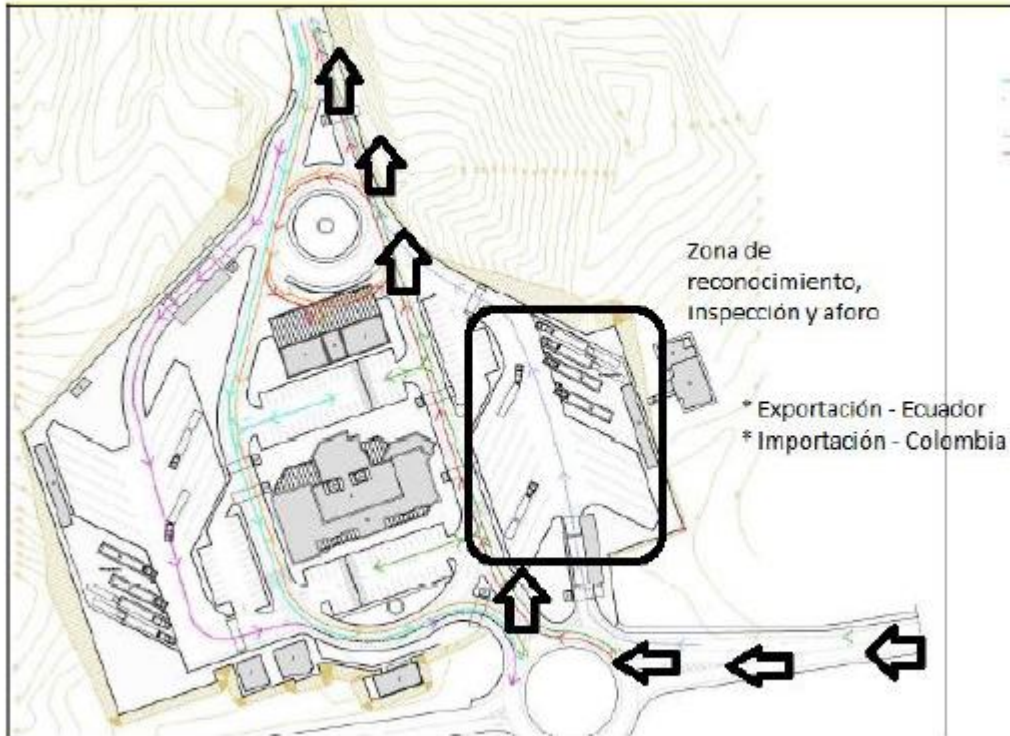 Zona de
reconocimiento,
inspección y aforo
* Exportación - Ecuador
* Importación - Colombia